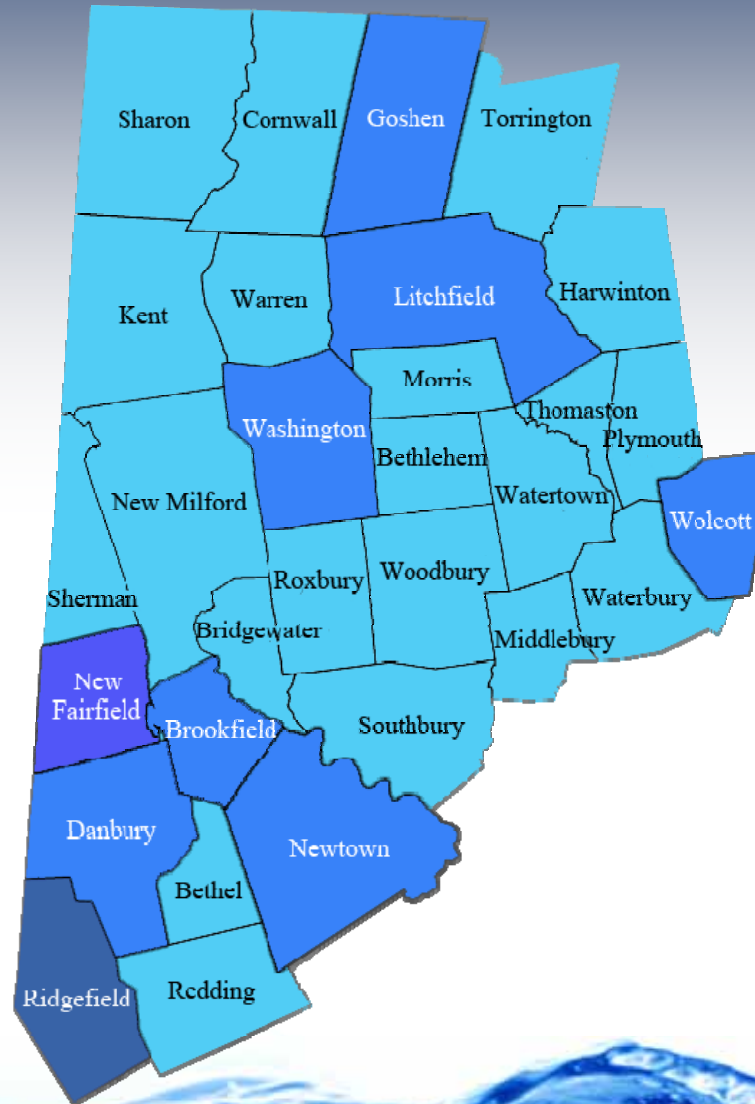 Sharon
Cornwall
Goshen
Torrington
Kent
Warren
Litchfield
Harwinton
Morris
Thomaston
Plymouth
Washington
Bethlehem
New Milford
Watertown
Wolcott
Sherman
Roxbury
Woodbury
Waterbury
Bridgewater
Middlebury
New
Fairfield
Brookfield
Southbury
Danbury
Newtown
Bethel
Ridgefield
Redding